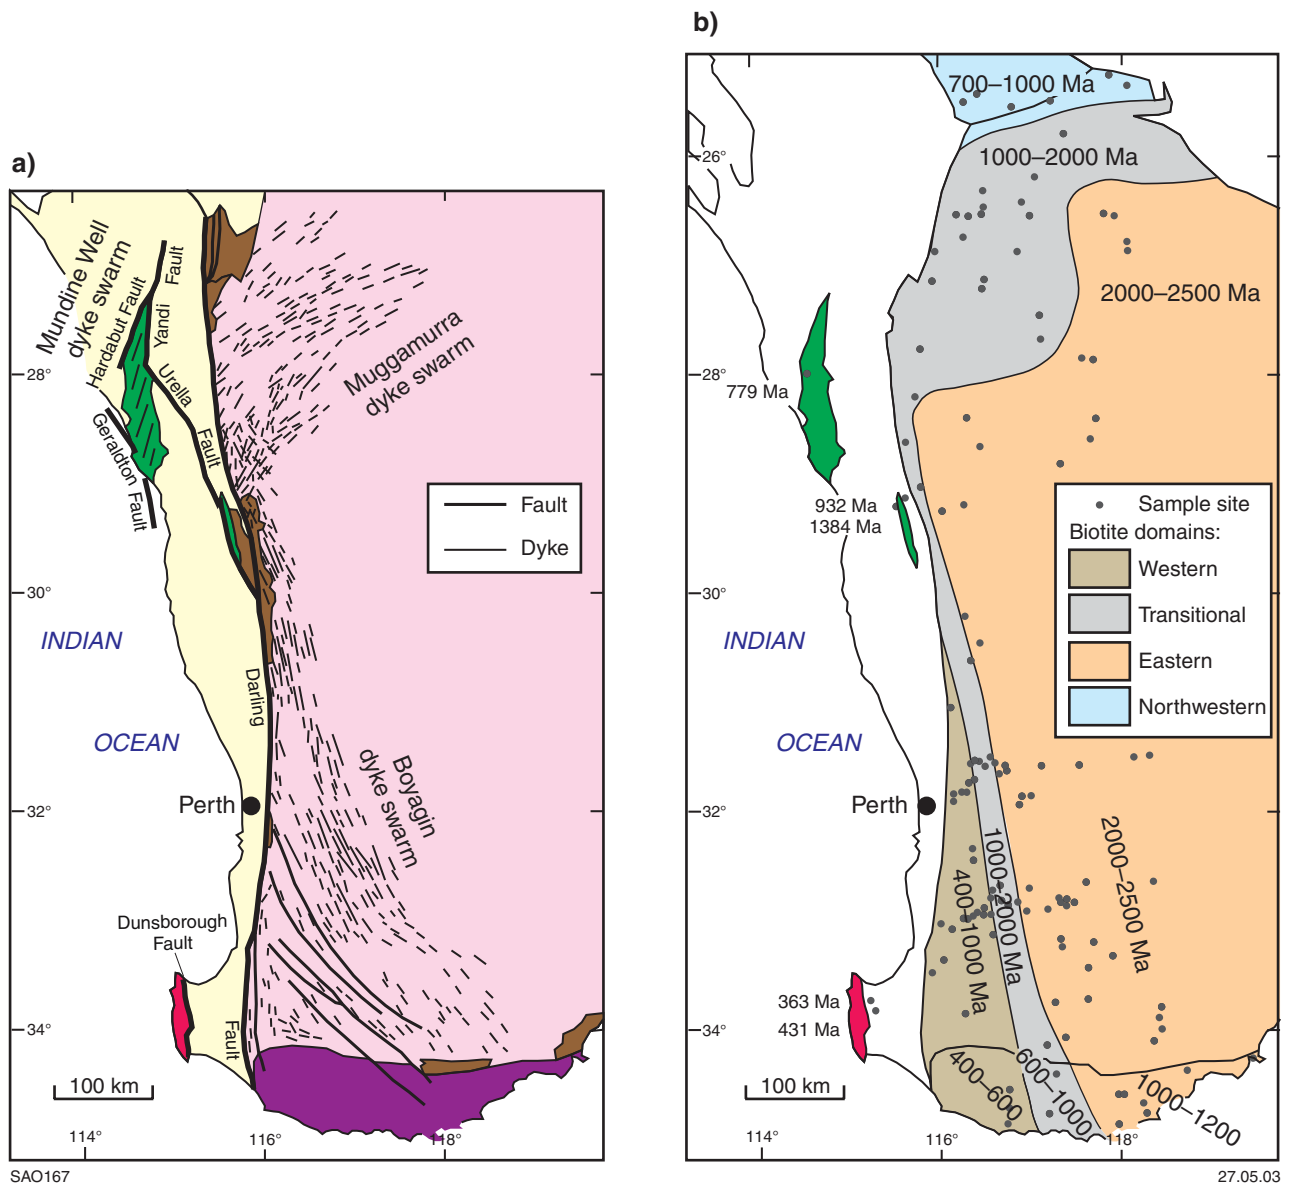 a)
Mundine Well
dyke swarm
Hardabut Fault
Yandi
Fault
Urella
Fault
Geraldton Fault
Muggamurra
dyke swarm
28°
Fault
Dyke
30°
INDIAN
OCEAN
Darling
Boyagin
dyke swarm
Perth
32°
Dunsborough
Fault
34°
Fault
100 km
114°
116°
118°
SAO167
b)
700–1000 Ma
26°
1000–2000 Ma
2000–2500 Ma
28°
779 Ma
932 Ma
1384 Ma
Sample site
Biotite domains:
Western
Transitional
Eastern
Northwestern
30°
INDIAN
OCEAN
Perth
32°
400–1000 Ma
1000–2000 Ma
2000–2500 Ma
363 Ma
431 Ma
34°
400–600
600–1000
1000–1200
100 km
114°
116°
118°
27.05.03